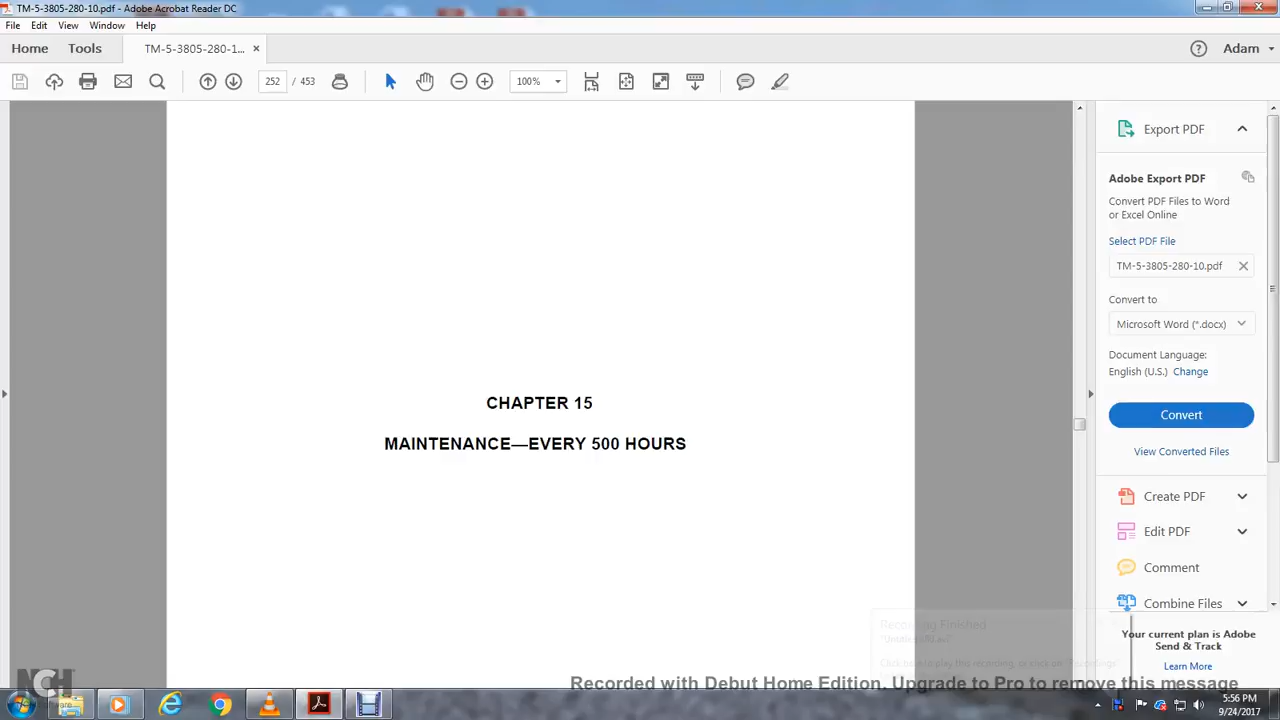 TM-5-3805-280-10.pdf - Adobe Acrobat Reader DC
File Edit View Window Help
Home Tools TM-5-3805-280-1... × Adam
252 / 453 100%
Export PDF
Adobe Export PDF
Convert PDF Files to Word
or Excel Online
Select PDF File
TM-5-3805-280-10.pdf
Convert to
Microsoft Word (*.docx)
Document Language:
English (U.S.) Change
CHAPTER 15
Convert
MAINTENANCE—EVERY 500 HOURS
View Converted Files
Create PDF
Edit PDF
Comment
Combine Files
Recording Finished
Your current plan is Adobe
Send & Track
Learn More
NCH
Recorded with Debut Home Edition. Upgrade to Pro to remove this message
5:56 PM
9/24/2017